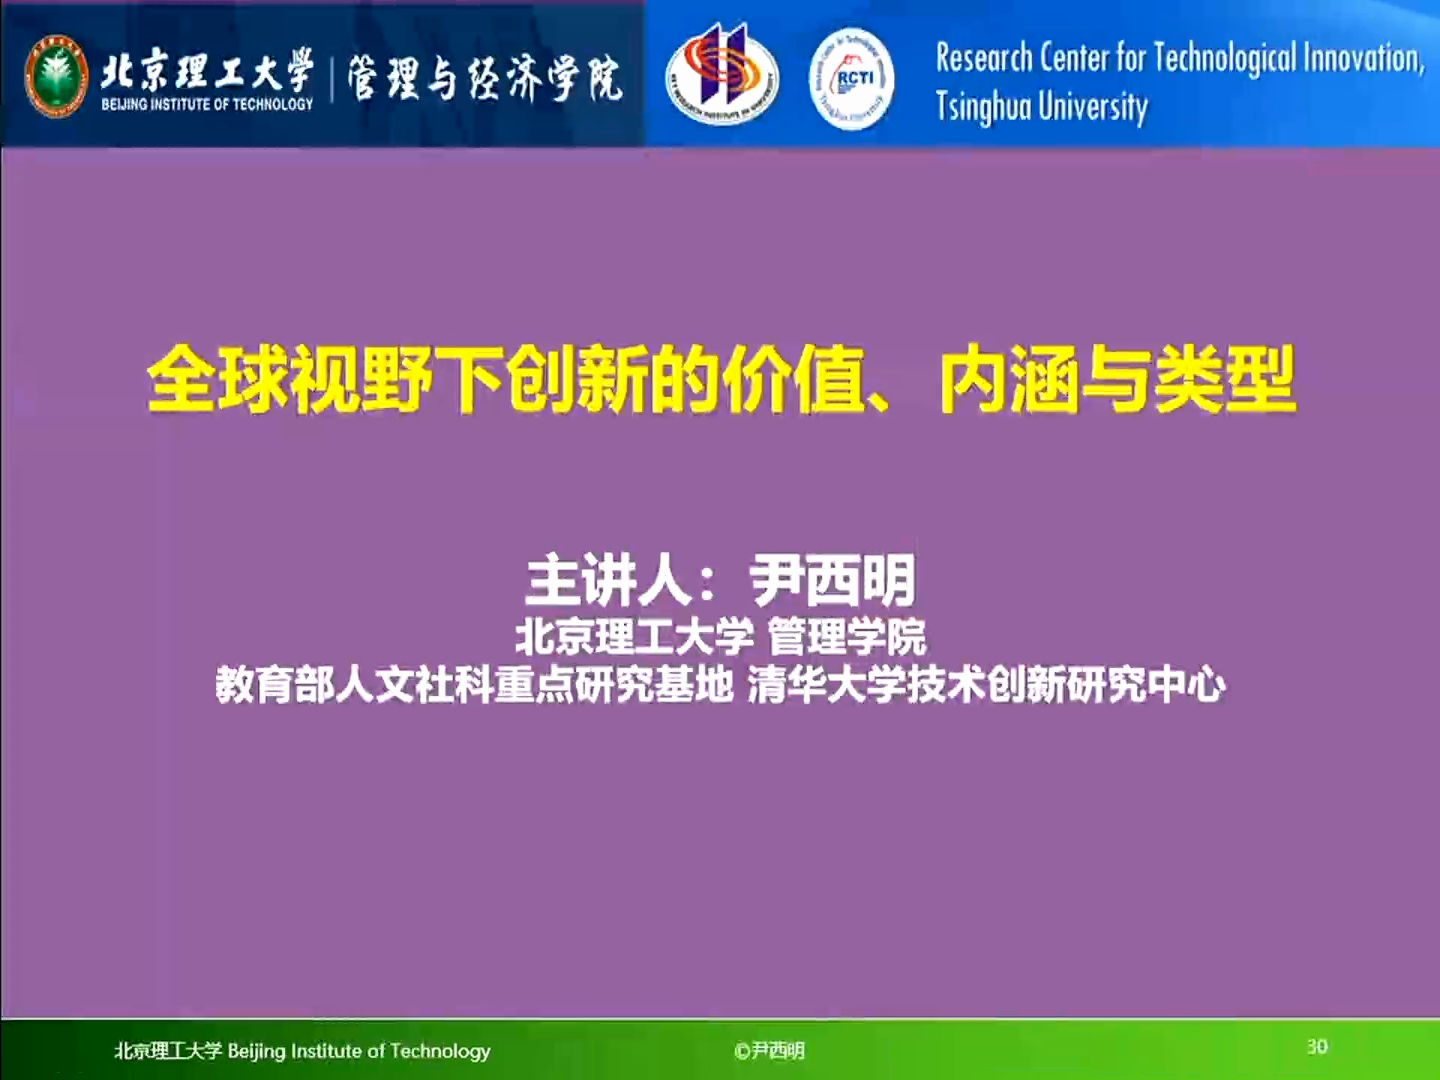 北京理工大学 | 管理与经济学院
BEIJING INSTITUTE OF TECHNOLOGY
RCTI
Research Center for Technological Innovation,
Tsinghua University
全球视野下创新的价值、内涵与类型
主讲人：尹西明
北京理工大学 管理学院
教育部人文社科重点研究基地 清华大学技术创新研究中心
北京理工大学 Beijing Institute of Technology
©尹西明
30